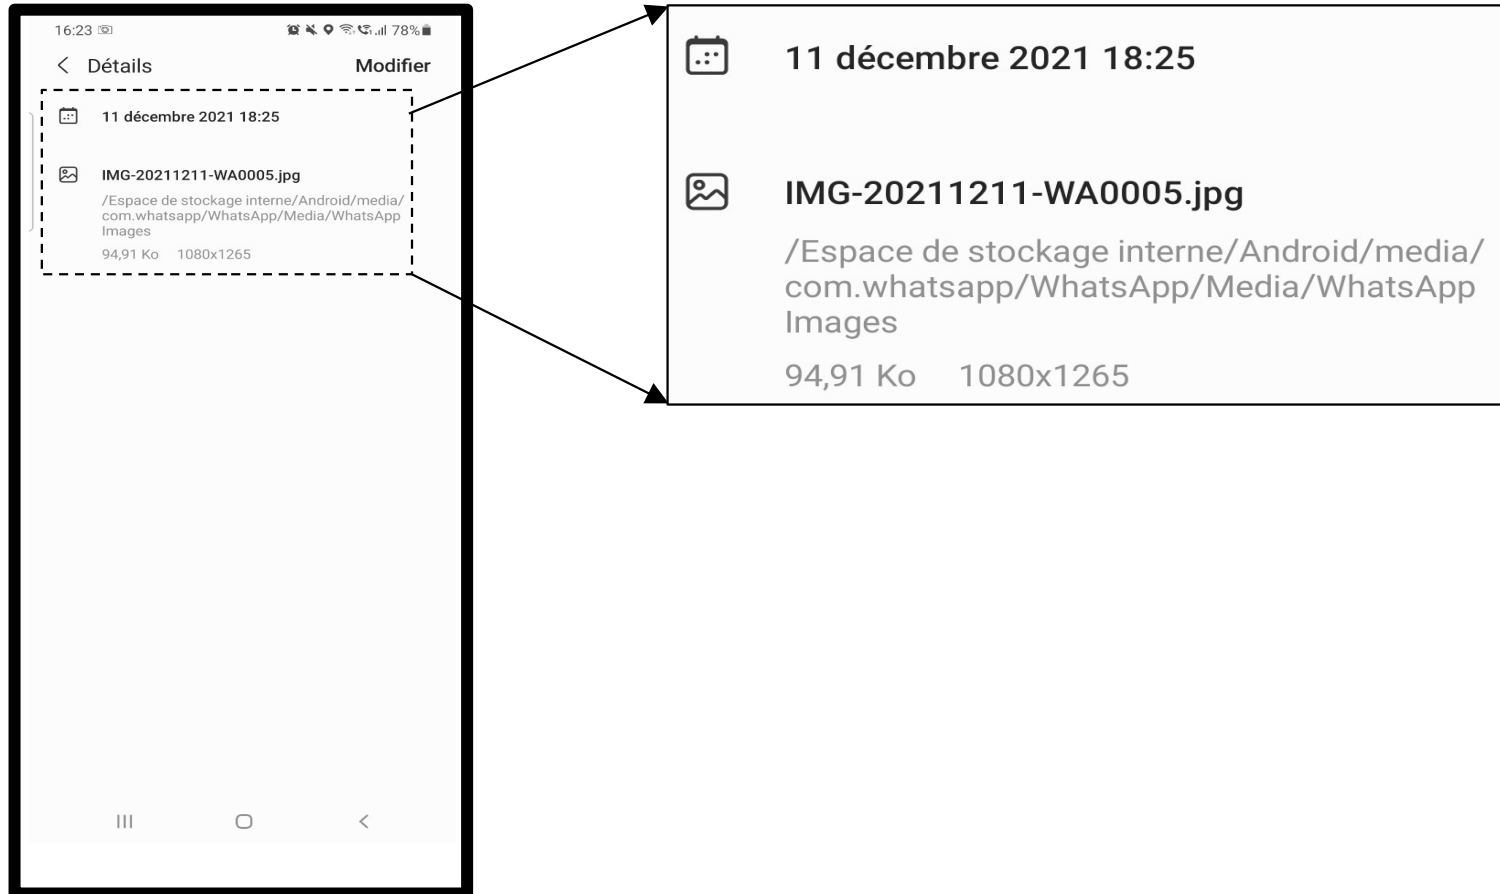 16:23
78%
Détails
Modifier
11 décembre 2021 18:25
IMG-20211211-WA0005.jpg
/Espace de stockage interne/Android/media/
com.whatsapp/WhatsApp/Media/WhatsApp
Images
94,91 Ko 1080x1265
11 décembre 2021 18:25
IMG-20211211-WA0005.jpg
/Espace de stockage interne/Android/media/
com.whatsapp/WhatsApp/Media/WhatsApp
Images
94,91 Ko 1080x1265